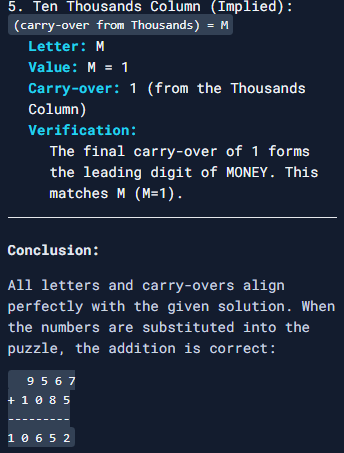 5. Ten Thousands Column (Implied):
(carry-over from Thousands) = M
Letter: M
Value: M = 1
Carry-over: 1 (from the Thousands
Column)
Verification:
The final carry-over of 1 forms
the leading digit of MONEY. This
matches M (M=1).
Conclusion:
All letters and carry-overs align
perfectly with the given solution. When
the numbers are substituted into the
puzzle, the addition is correct:
9 5 6 7
+ 1 0 8 5
---------
1 0 6 5 2